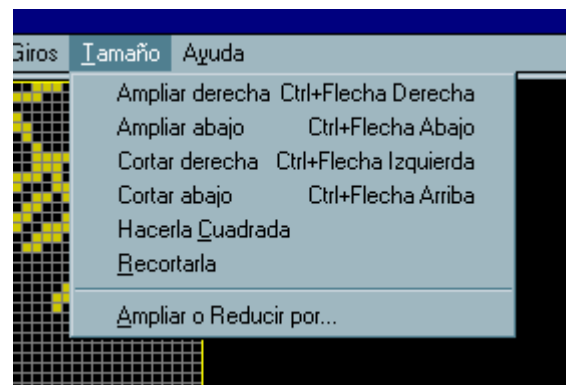 Giros Tamaño Ayuda
Ampliar derecha Ctrl+Flecha Derecha
Ampliar abajo Ctrl+Flecha Abajo
Cortar derecha Ctrl+Flecha Izquierda
Cortar abajo Ctrl+Flecha Arriba
Hacerla Cuadrada
Recortarla
Ampliar o Reducir por...